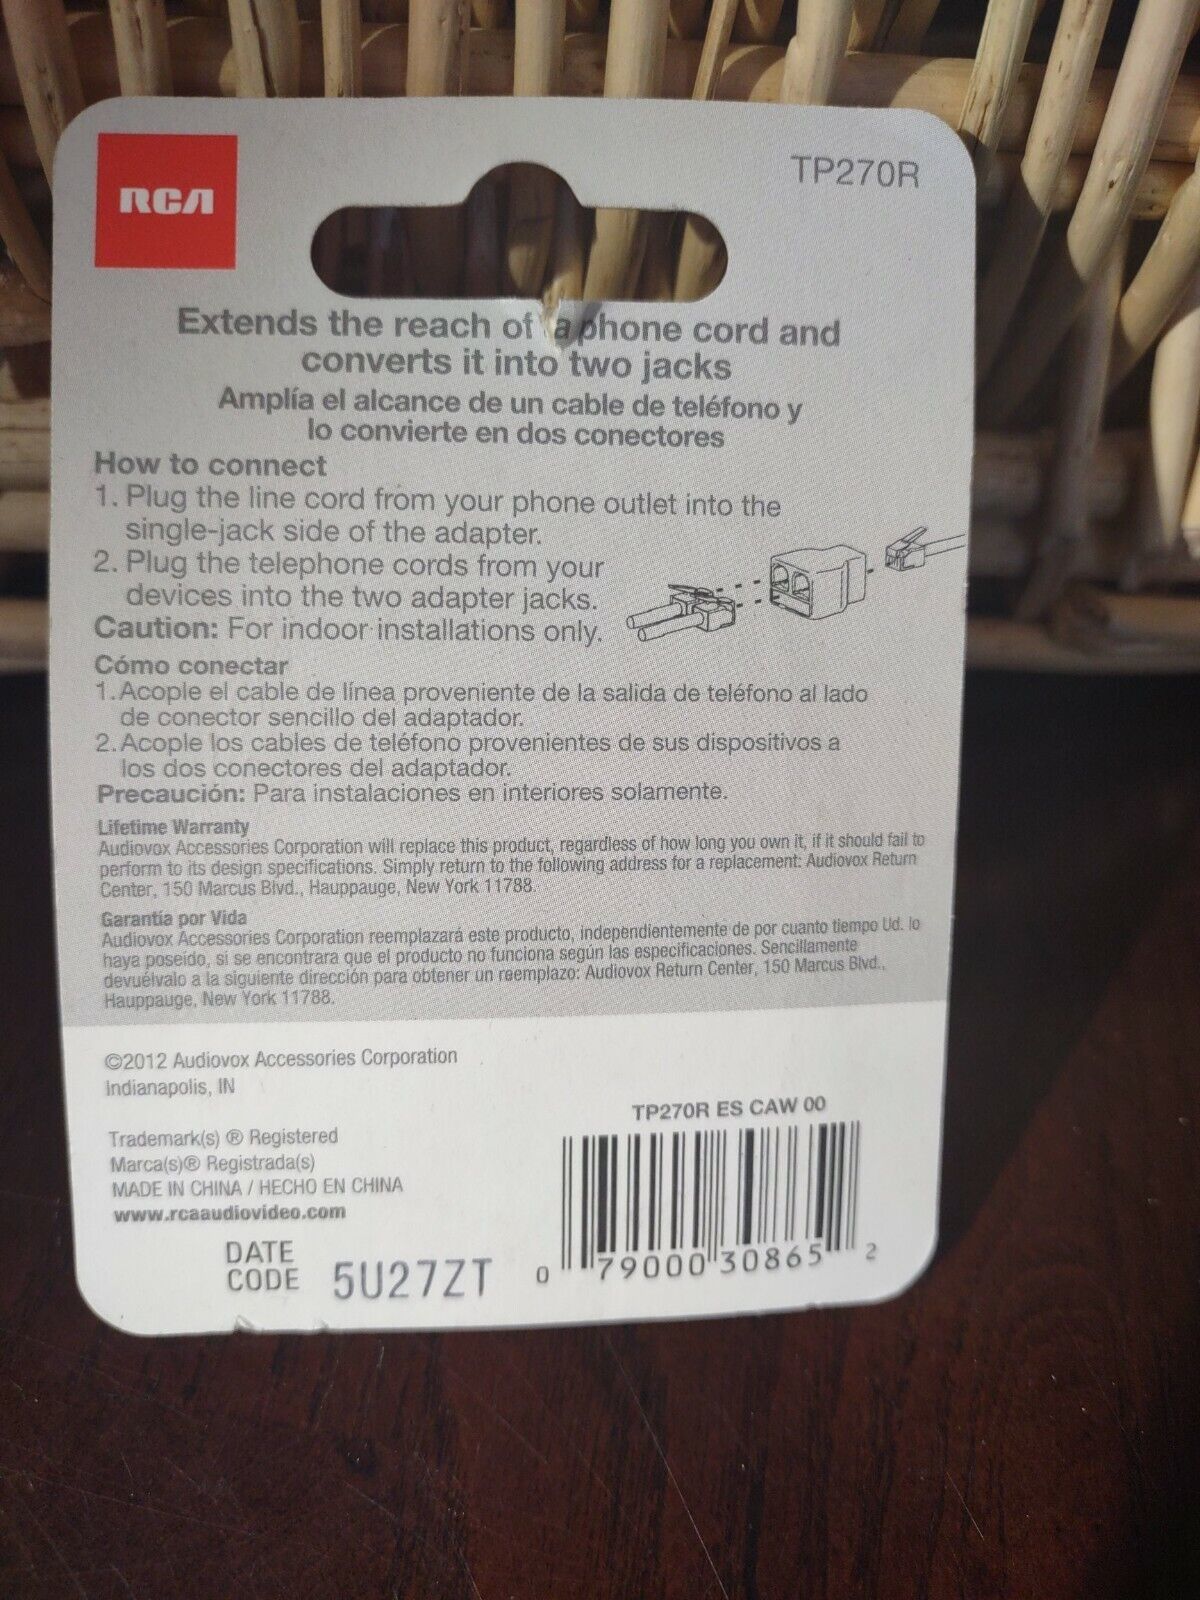 RCA
TP270R
Extends the reach of a phone cord and
converts it into two jacks
Amplía el alcance de un cable de teléfono y
lo convierte en dos conectores
How to connect
1. Plug the line cord from your phone outlet into the
single-jack side of the adapter.
2. Plug the telephone cords from your
devices into the two adapter jacks.
Caution: For indoor installations only.
Cómo conectar
1. Acople el cable de línea proveniente de la salida de teléfono al lado
de conector sencillo del adaptador.
2. Acople los cables de teléfono provenientes de sus dispositivos a
los dos conectores del adaptador.
Precaución: Para instalaciones en interiores solamente.
Lifetime Warranty
Audiovox Accessories Corporation will replace this product, regardless of how long you own it, if it should fail to
perform to its design specifications. Simply return to the following address for a replacement: Audiovox Return
Center, 150 Marcus Blvd., Hauppauge, New York 11788.
Garantía por Vida
Audiovox Accessories Corporation reemplazará este producto, independientemente de por cuanto tiempo Ud. lo
haya poseido, si se encontrara que el producto no funciona según las especificaciones. Sencillamente
devuélvalo a la siguiente dirección para obtener un reemplazo: Audiovox Return Center, 150 Marcus Blvd.,
Hauppauge, New York 11788.
©2012 Audiovox Accessories Corporation
Indianapolis, IN
Trademark(s) ® Registered
Marca(s)® Registrada(s)
MADE IN CHINA / HECHO EN CHINA
www.rcaaudiovideo.com
DATE
CODE 5U27ZT
TP270R ES CAW 00
0 79000 30865 2